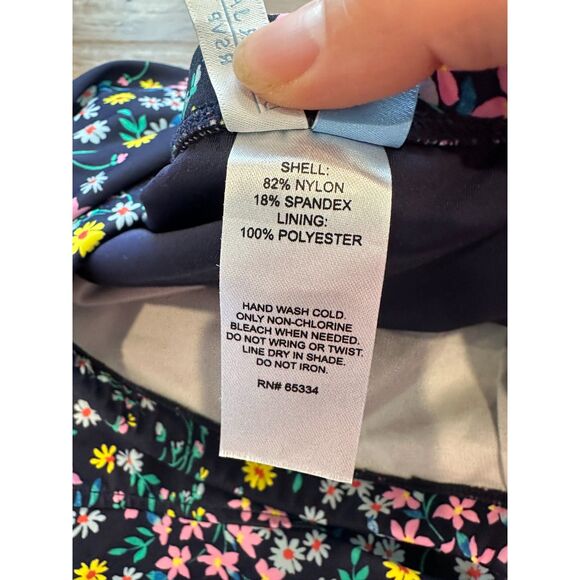 SHELL:
82% NYLON
18% SPANDEX
LINING:
100% POLYESTER
HAND WASH COLD.
ONLY NON-CHLORINE
BLEACH WHEN NEEDED.
DO NOT WRING OR TWIST.
LINE DRY IN SHADE.
DO NOT IRON.
RN# 65334